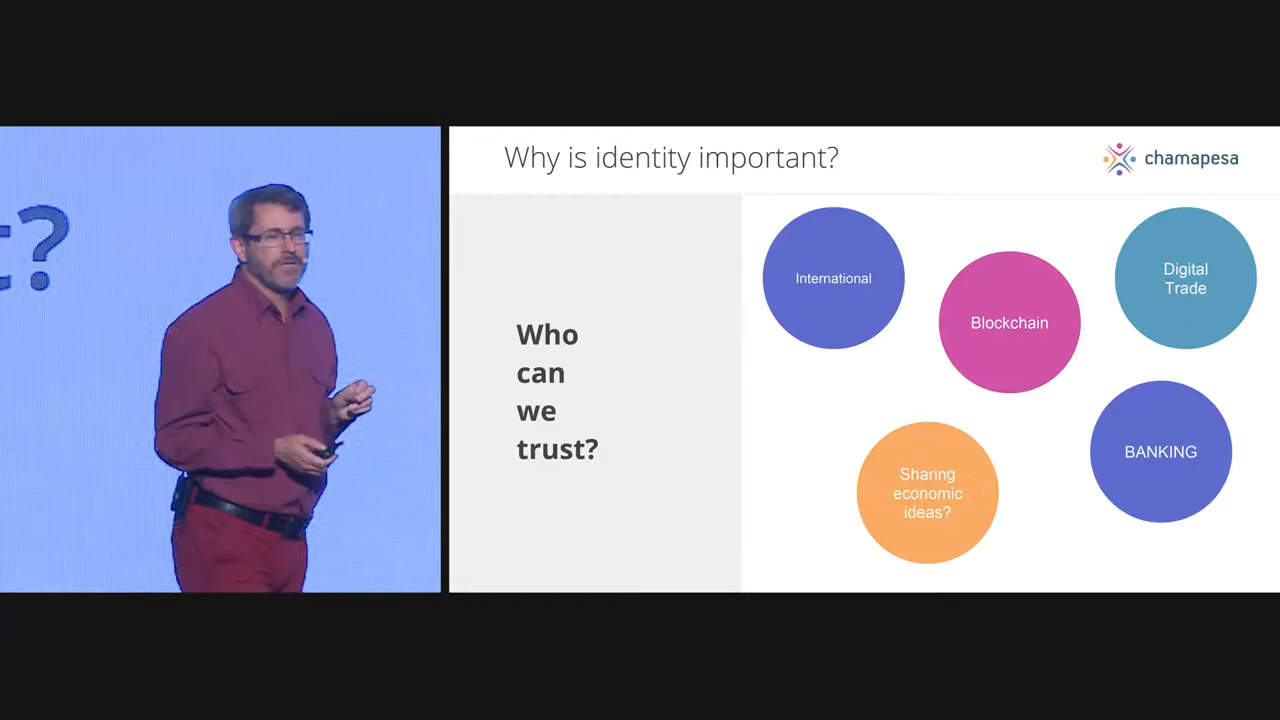 t?
Why is identity important?
chamapesa
Who
can
we
trust?
International
Blockchain
Digital
Trade
Sharing
economic
ideas?
BANKING